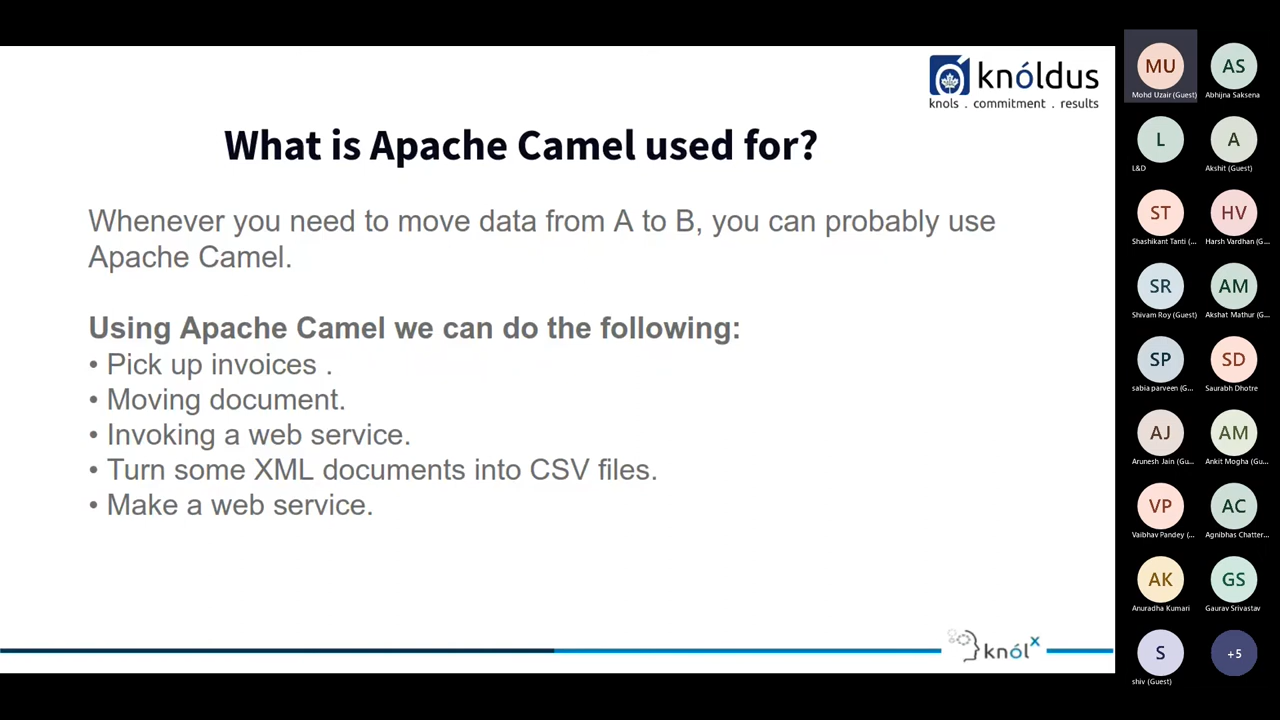 knóldus
knols . commitment . results
What is Apache Camel used for?
Whenever you need to move data from A to B, you can probably use
Apache Camel.
Using Apache Camel we can do the following:
• Pick up invoices .
• Moving document.
• Invoking a web service.
• Turn some XML documents into CSV files.
• Make a web service.
knólx
MU AS
Mohd Uzair (Guest) Abhijna Saksena
L A
L&D Akshit (Guest)
ST HV
Shashikant Tanti (... Harsh Vardhan (G...
SR AM
Shivam Roy (Guest) Akshat Mathur (G...
SP SD
sabia parveen (G... Saurabh Dhotre
AJ AM
Arunesh Jain (Gu... Ankit Mogha (Gu...
VP AC
Vaibhav Pandey (... Agnibhas Chatter...
AK GS
Anuradha Kumari Gaurav Srivastav
S +5
shiv (Guest)